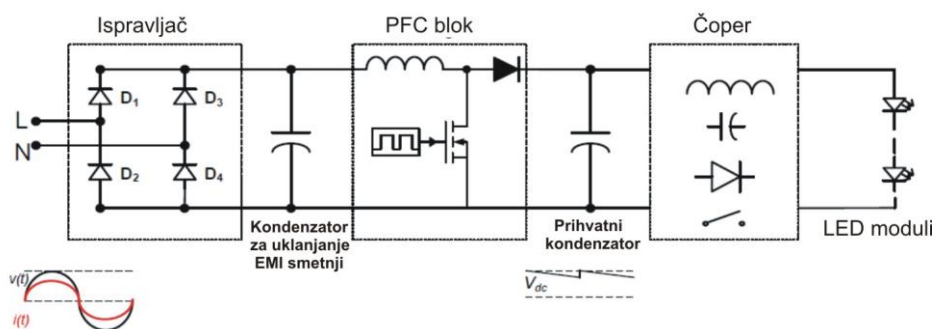 Ispravljač
PFC blok
Čoper
D1
D3
L
N
D2
D4
Kondenzator
za uklanjanje
EMI smetnji
Prihvatni
kondenzator
LED moduli
v(t)
i(t)
Vdc